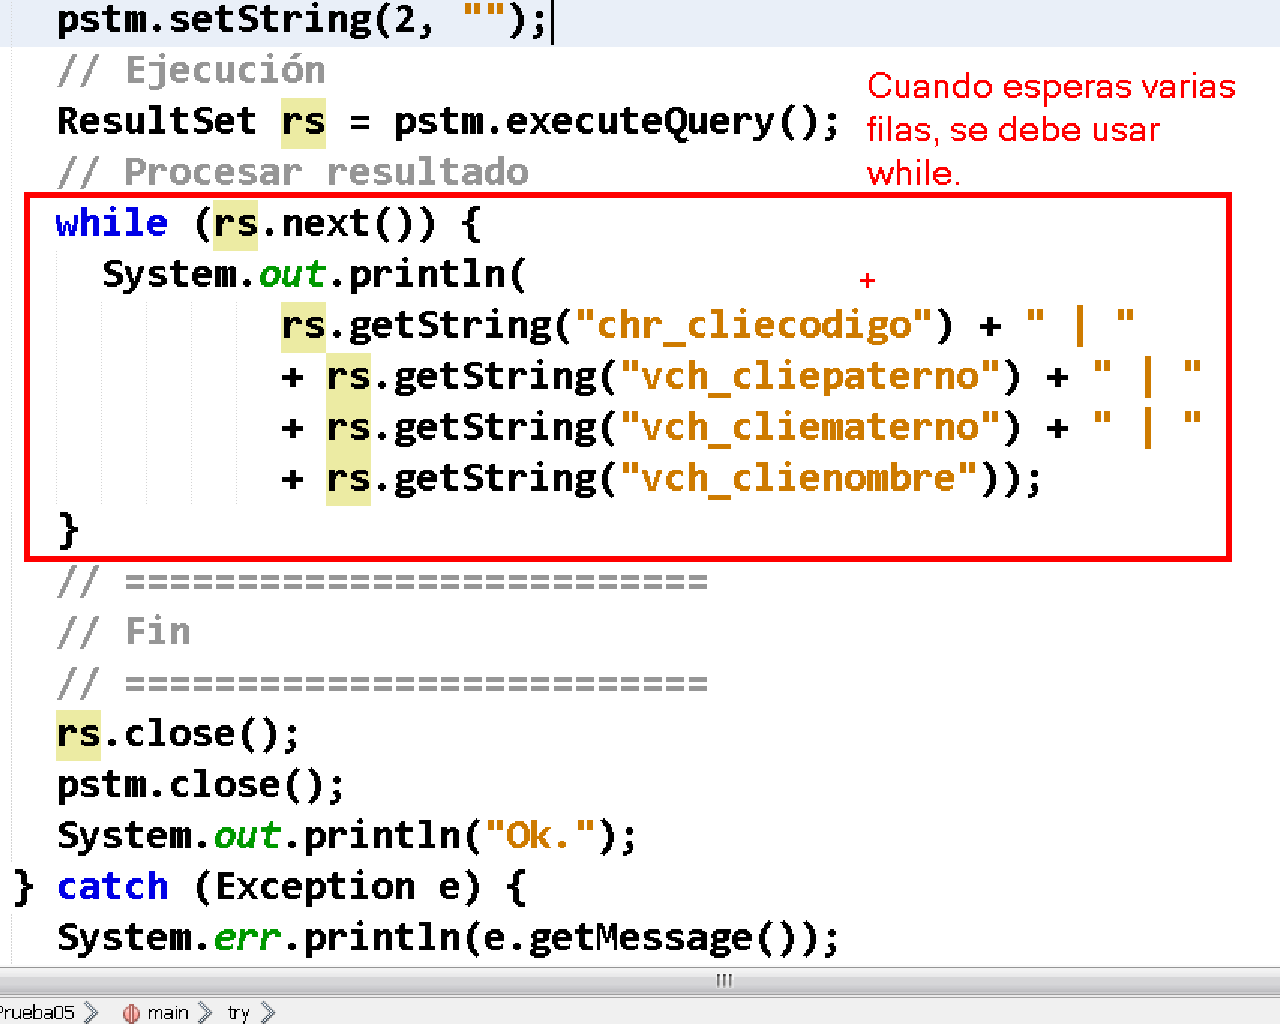 pstm.setString(2, "");
// Ejecución
ResultSet rs = pstm.executeQuery();
Cuando esperas varias
filas, se debe usar
while.
// Procesar resultado
while (rs.next()) {
System.out.println(
+
rs.getString("chr_cliecodigo") + " | "
+ rs.getString("vch_cliepaterno") + " | "
+ rs.getString("vch_cliematerno") + " | "
+ rs.getString("vch_clienombre"));
}
// ==========================
// Fin
// ==========================
rs.close();
pstm.close();
System.out.println("Ok.");
} catch (Exception e) {
System.err.println(e.getMessage());
Prueba05 main try